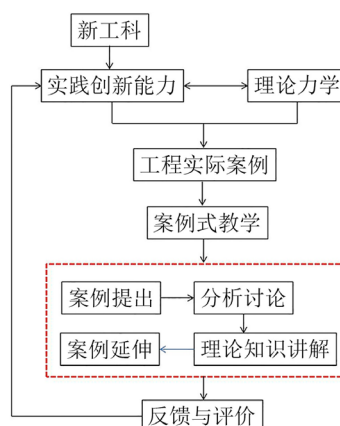 新工科
实践创新能力
理论力学
工程实际案例
案例式教学
案例提出
分析讨论
案例延伸
理论知识讲解
反馈与评价